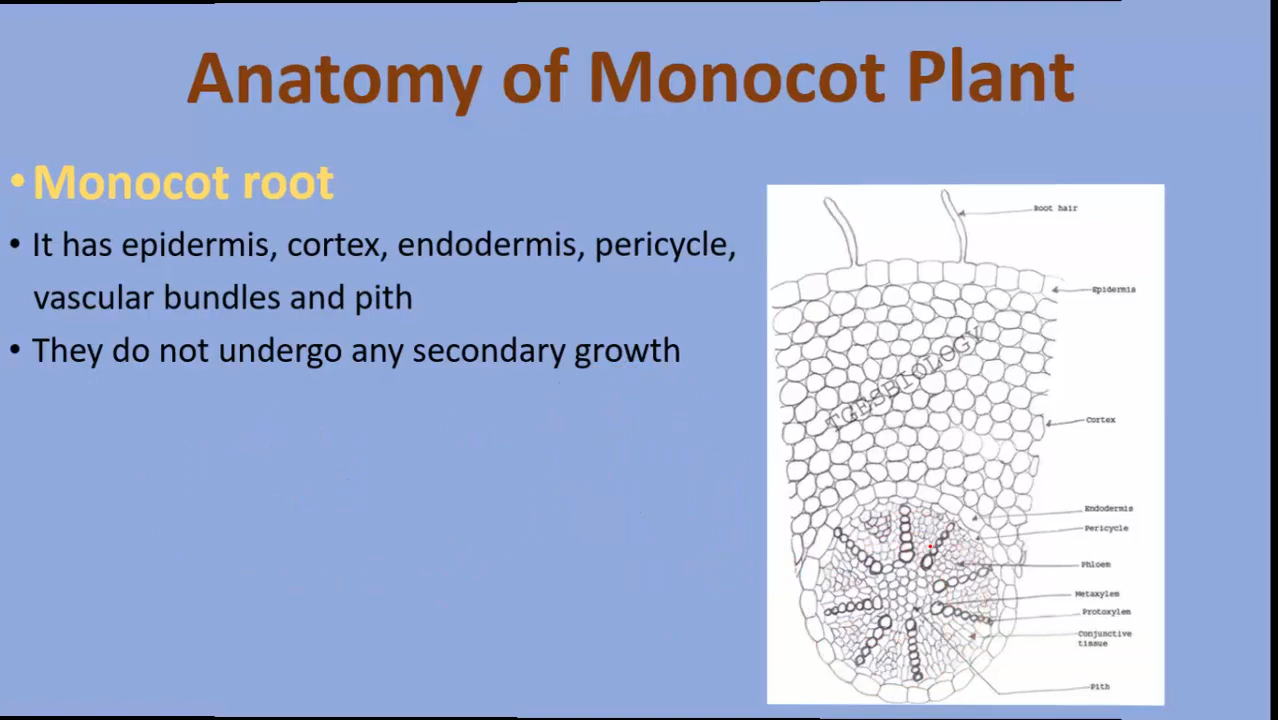 Anatomy of Monocot Plant
• Monocot root
• It has epidermis, cortex, endodermis, pericycle,
vascular bundles and pith
• They do not undergo any secondary growth
Root hair
Epidermis
TGESBIOLOGY
Cortex
Endodermis
Pericycle
Phloem
Metaxylem
Protoxylem
Conjunctive
tissue
Pith